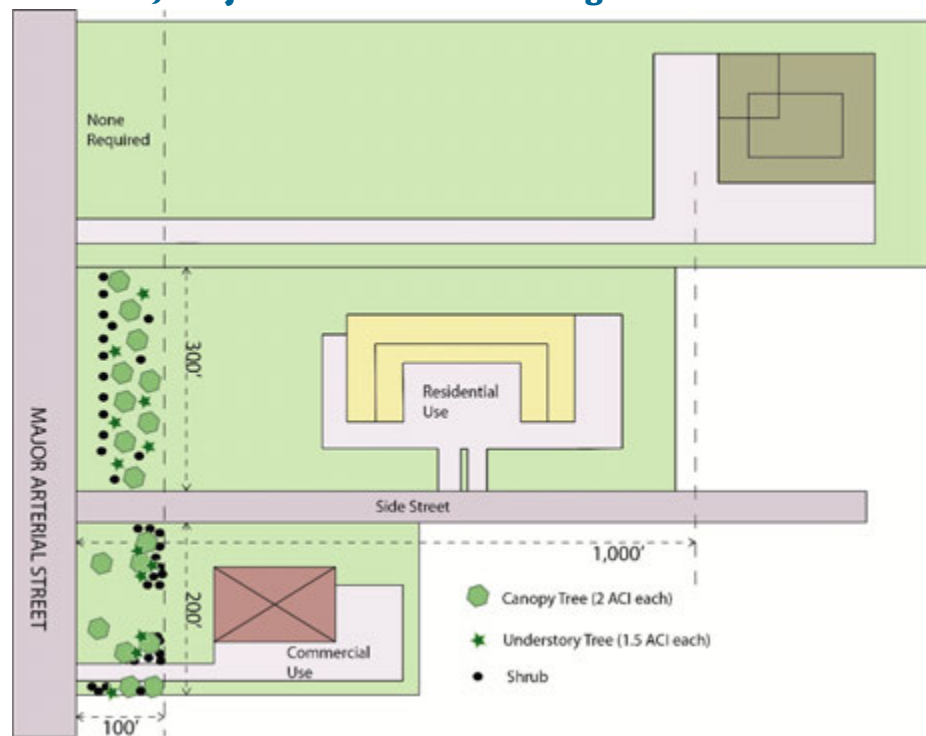 None
Required
300'
Residential
Use
MAJOR ARTERIAL STREET
Side Street
1,000'
200'
Canopy Tree (2 ACI each)
Understory Tree (1.5 ACI each)
Commercial
Use
Shrub
100'